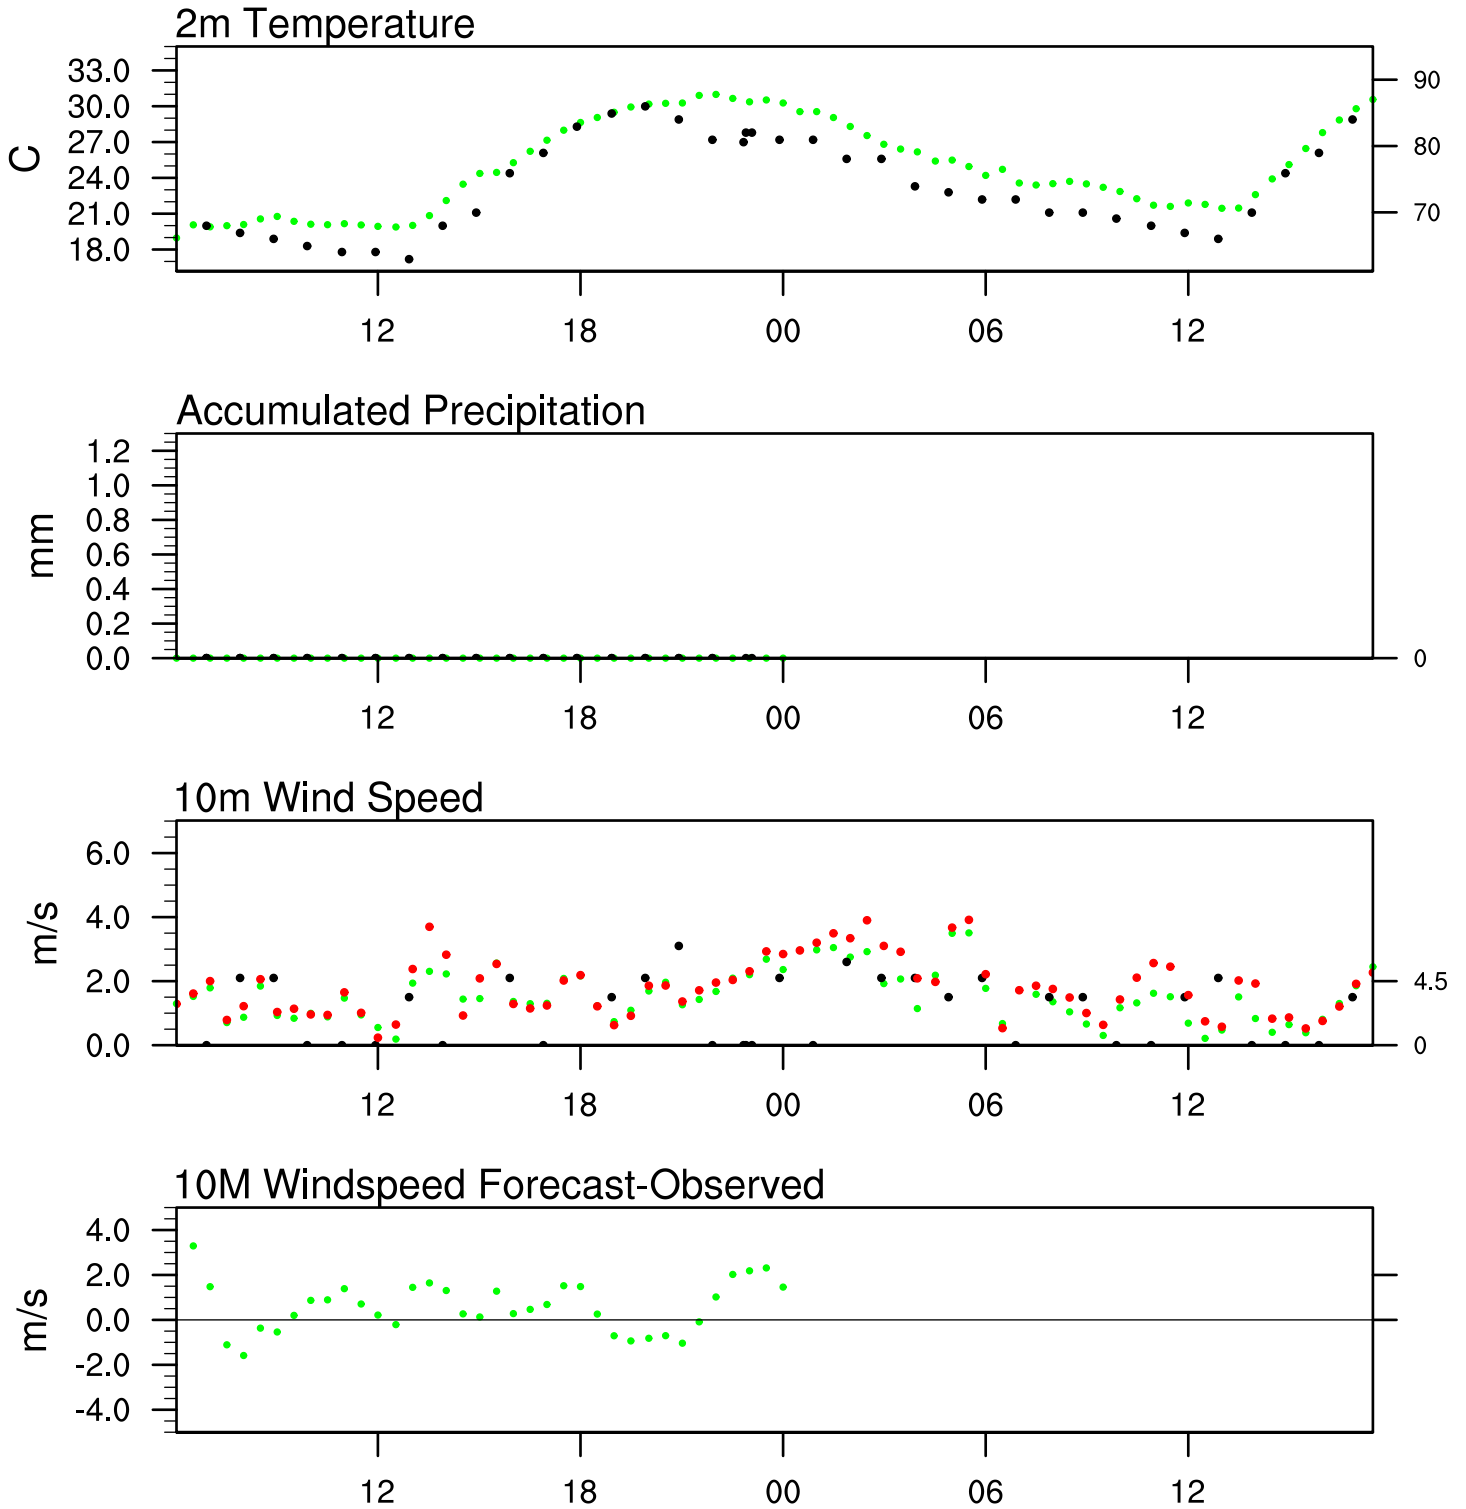 2m Temperature
33.0
30.0
27.0
24.0
21.0
18.0
C
90
80
70
12 18 00 06 12
Accumulated Precipitation
1.2
1.0
0.8
0.6
0.4
0.2
0.0
mm
0
12 18 00 06 12
10m Wind Speed
6.0
4.0
2.0
0.0
m/s
4.5
0
12 18 00 06 12
10M Windspeed Forecast-Observed
4.0
2.0
0.0
-2.0
-4.0
m/s
12 18 00 06 12